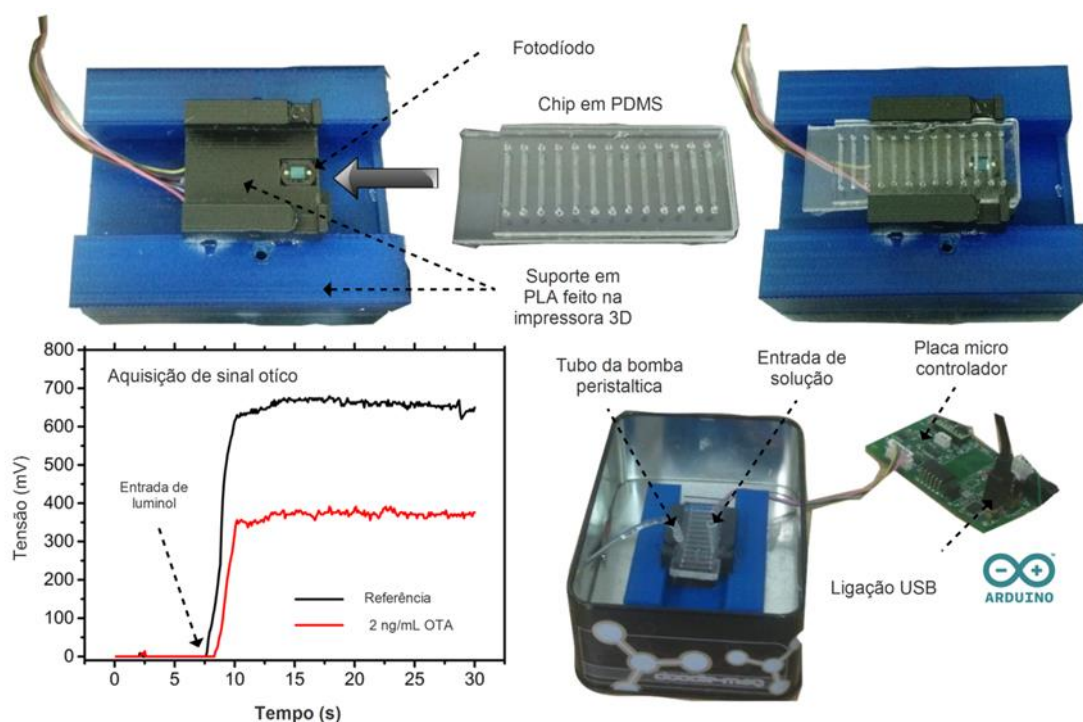 Fotodíodo
Chip em PDMS
Suporte em
PLA feito na
impressora 3D
Aquisição de sinal otíco
Tensão (mV)
800
700
600
500
400
300
200
100
0
Entrada de
luminol
Referência
2 ng/mL OTA
0
5
10
15
20
25
30
Tempo (s)
Tubo da bomba
peristaltica
Entrada de
solução
Placa micro
controlador
Ligação USB
ARDUINO